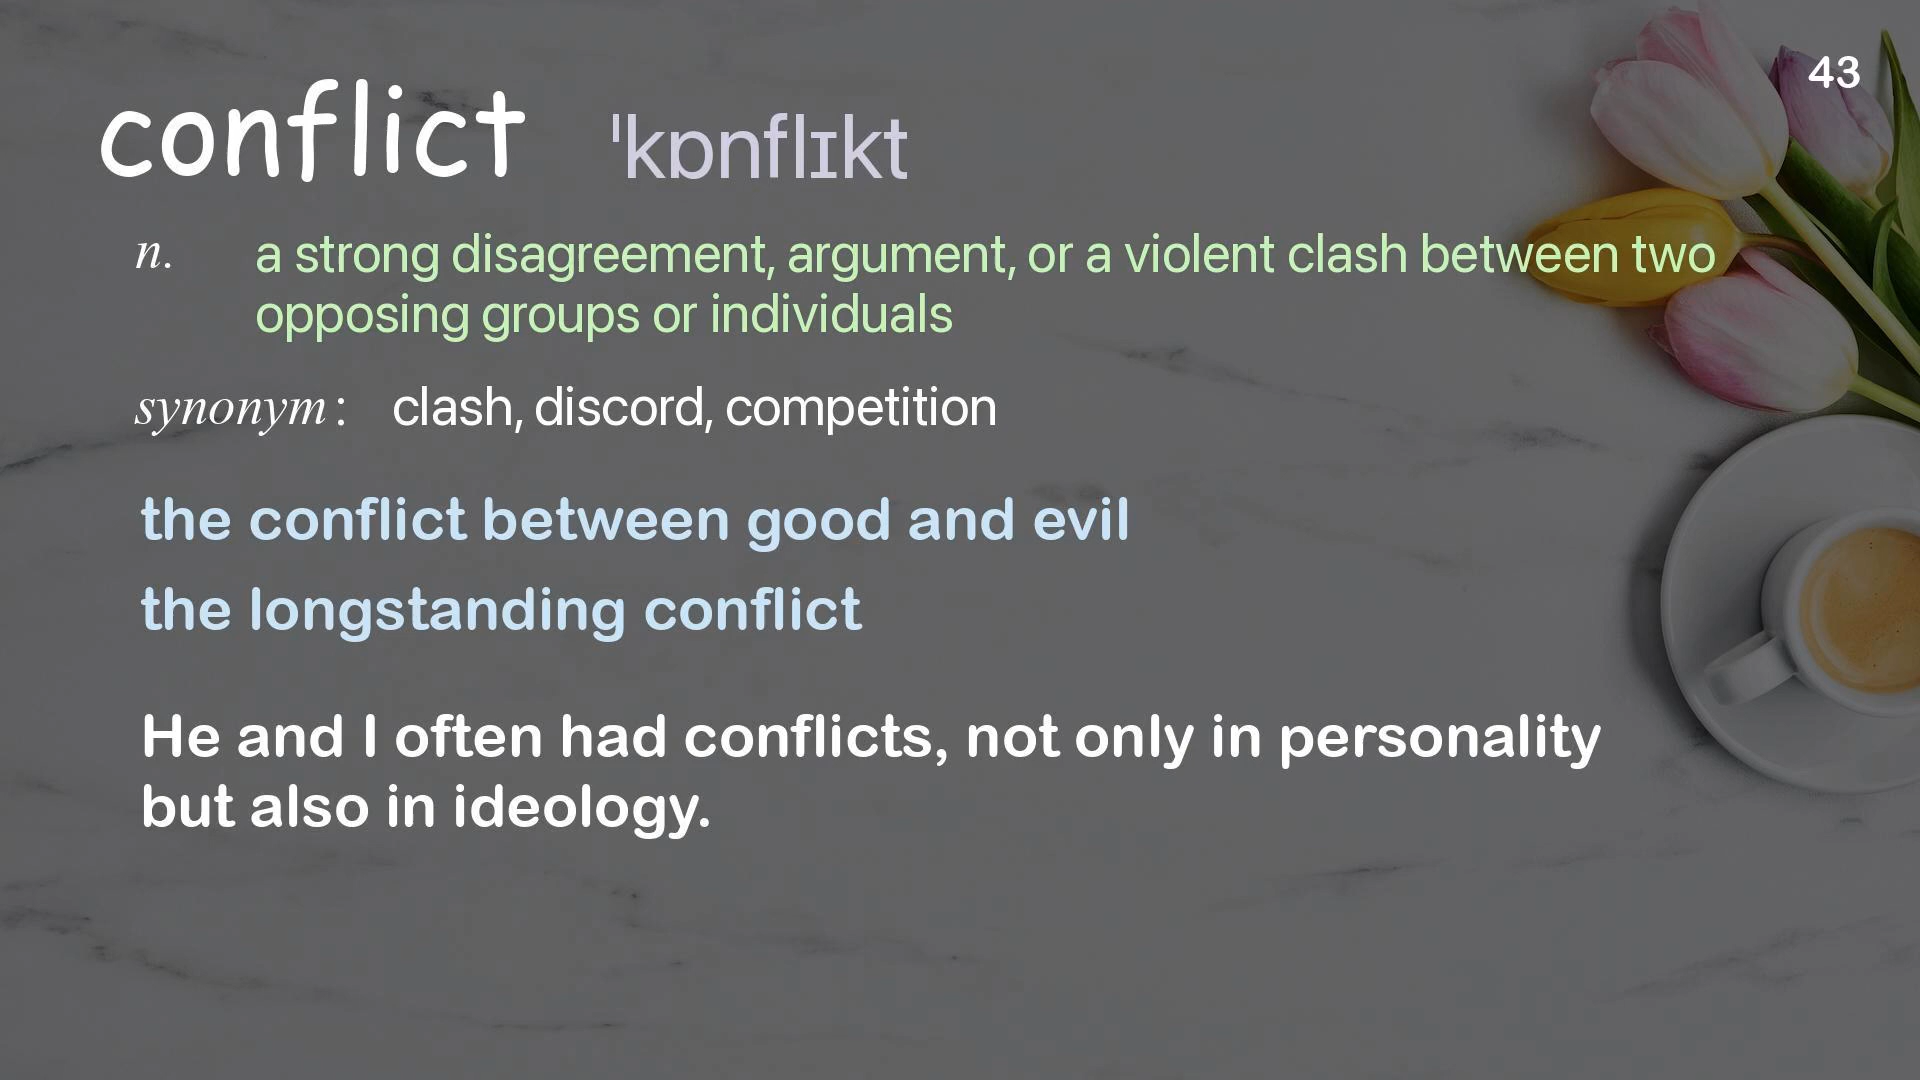 43
conflict ˈkɒnflɪkt
n. a strong disagreement, argument, or a violent clash between two
opposing groups or individuals
synonym: clash, discord, competition
the conflict between good and evil
the longstanding conflict
He and I often had conflicts, not only in personality
but also in ideology.